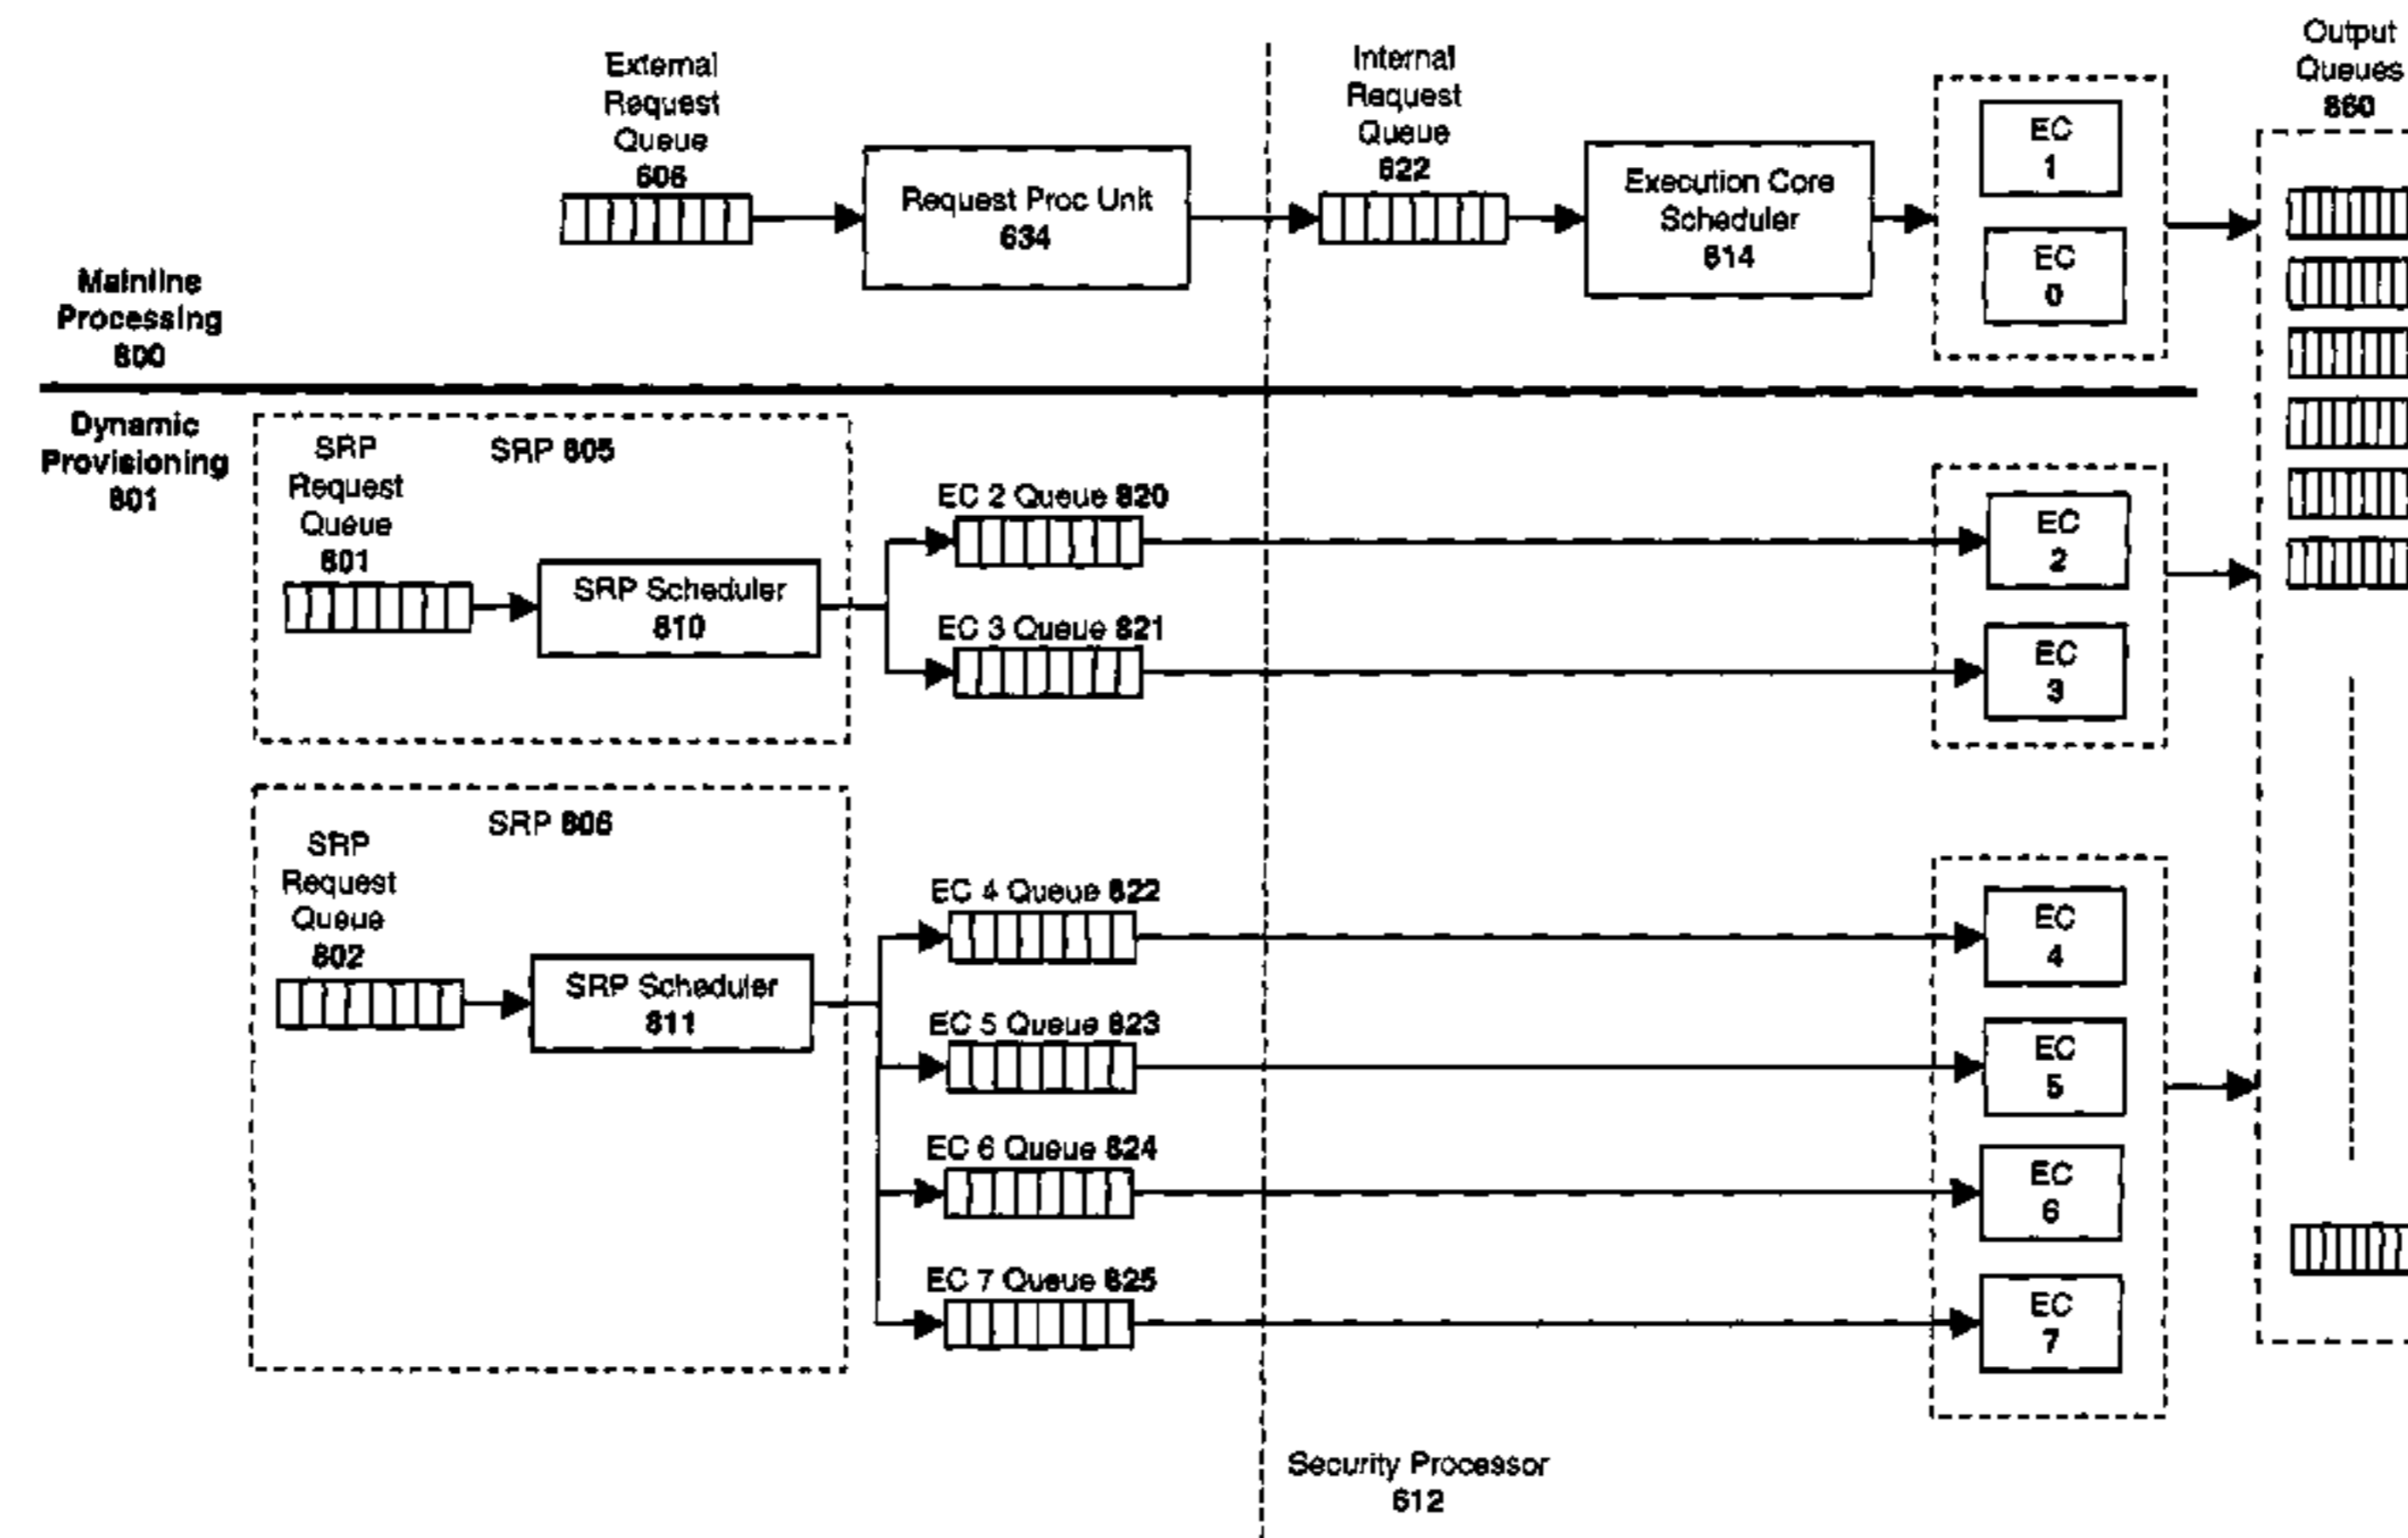 Output
Queues
860
External
Request
Queue
606
Internal
Request
Queue
622
EC
1
Request Proc Unit
634
Execution Core
Scheduler
614
EC
0
Mainline
Processing
800
Dynamic
Provisioning
801
SRP 805
SRP
Request
Queue
801
SRP Scheduler
810
EC 2 Queue 820
EC 3 Queue 821
EC
2
EC
3
SRP 806
SRP
Request
Queue
802
SRP Scheduler
811
EC 4 Queue 822
EC 5 Queue 823
EC 6 Queue 824
EC 7 Queue 825
EC
4
EC
5
EC
6
EC
7
Security Processor
612